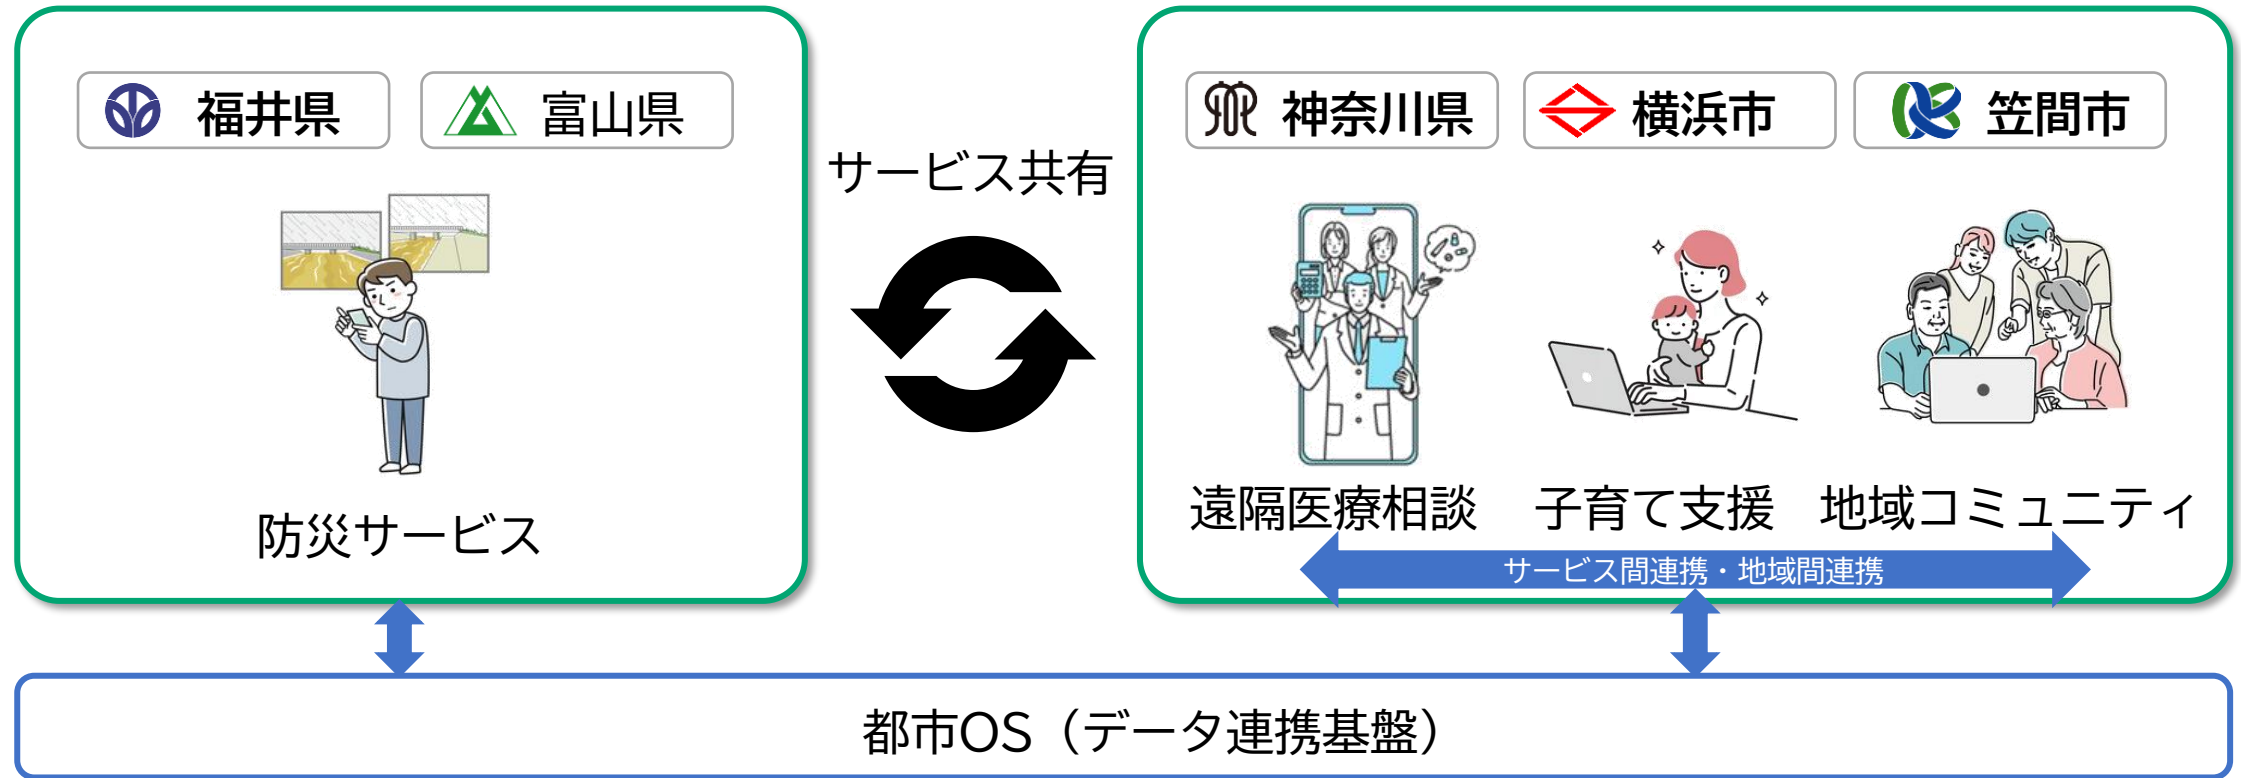 福井県
富山県
防災サービス
サービス共有
神奈川県
横浜市
笠間市
遠隔医療相談
子育て支援
地域コミュニティ
サービス間連携・地域間連携
都市OS（データ連携基盤）